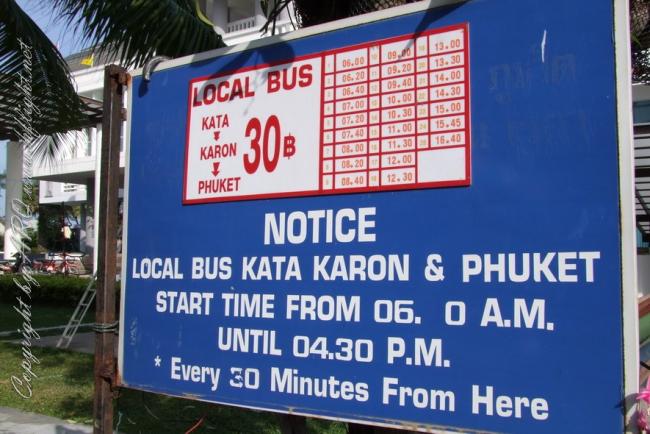 LOCAL BUS
KATA
KARON
PHUKET
30 ฿
06.00 09.00 13.00
06.20 09.20 13.30
06.40 09.40 14.00
07.00 10.00 14.30
07.20 10.30 15.00
07.40 11.00 15.45
08.00 11.30 16.40
08.20 12.00
08.40 12.30
NOTICE
LOCAL BUS KATA KARON & PHUKET
START TIME FROM 06. 0 A.M.
UNTIL 04.30 P.M.
* Every 30 Minutes From Here
Copyright by